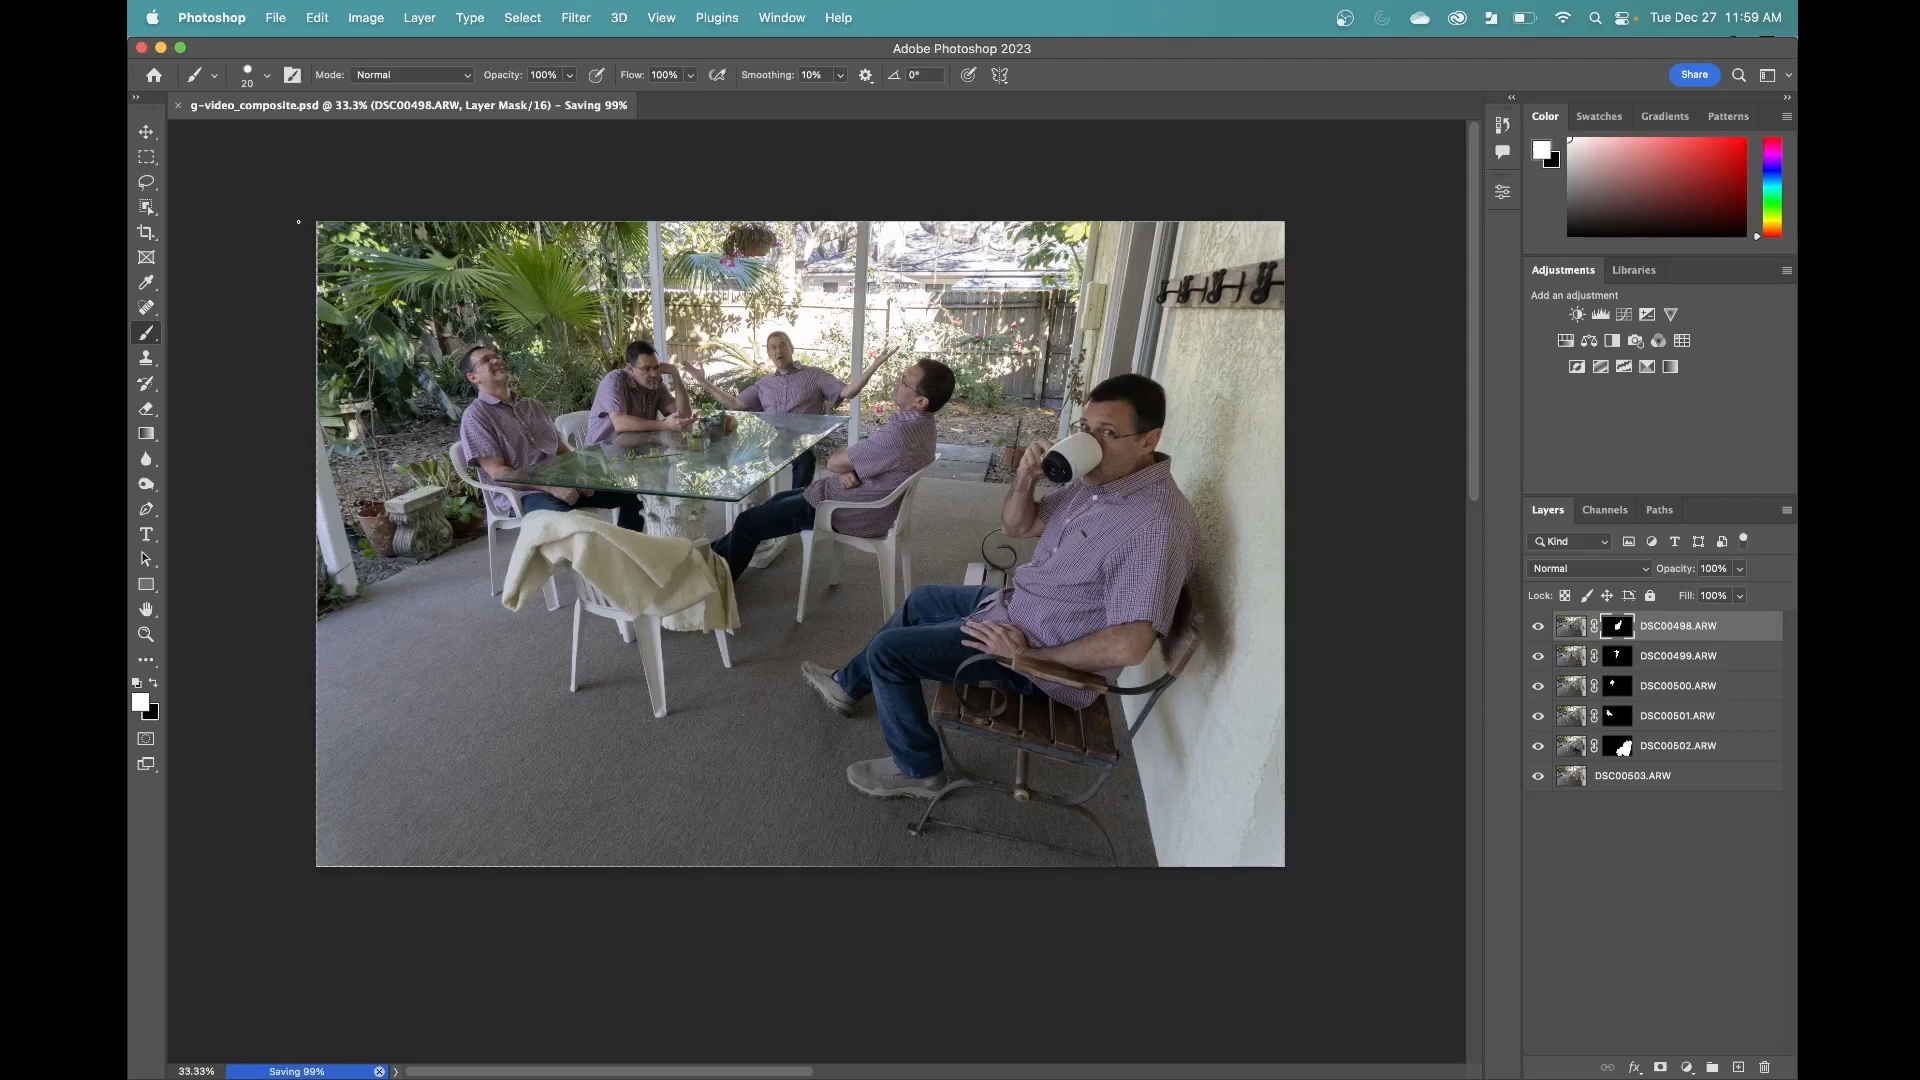 Photoshop File Edit Image Layer Type Select Filter 3D View Plugins Window Help Tue Dec 27 11:59 AM
Adobe Photoshop 2023
20 Mode: Normal Opacity: 100% Flow: 100% Smoothing: 10% 0° Share
g-video_composite.psd @ 33.3% (DSC00498.ARW, Layer Mask/16) - Saving 99%
Color Swatches Gradients Patterns
Adjustments Libraries
Add an adjustment
Layers Channels Paths
Kind
Normal Opacity: 100%
Lock: Fill: 100%
DSC00498.ARW
DSC00499.ARW
DSC00500.ARW
DSC00501.ARW
DSC00502.ARW
DSC00503.ARW
33.33% Saving 99%